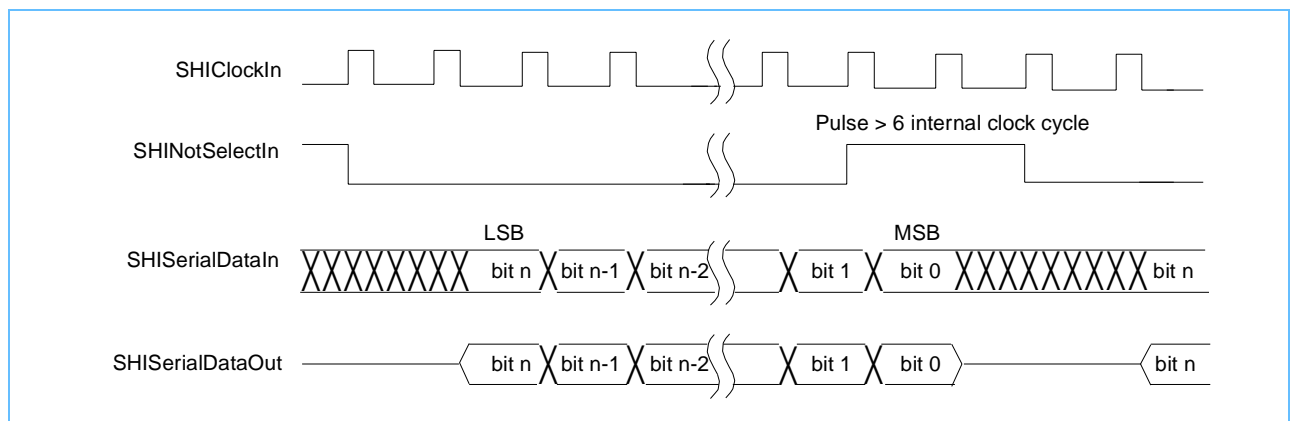 SHIClockIn
Pulse > 6 internal clock cycle
SHINotSelectIn
LSB MSB
SHISerialDataIn bit n bit n-1 bit n-2 bit 1 bit 0 bit n
SHISerialDataOut bit n bit n-1 bit n-2 bit 1 bit 0 bit n